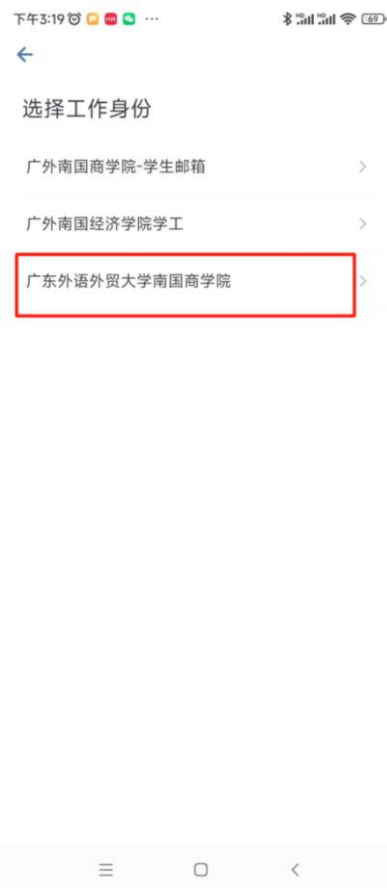 下午3:19
69
选择工作身份
广外南国商学院-学生邮箱
广外南国经济学院学工
广东外语外贸大学南国商学院